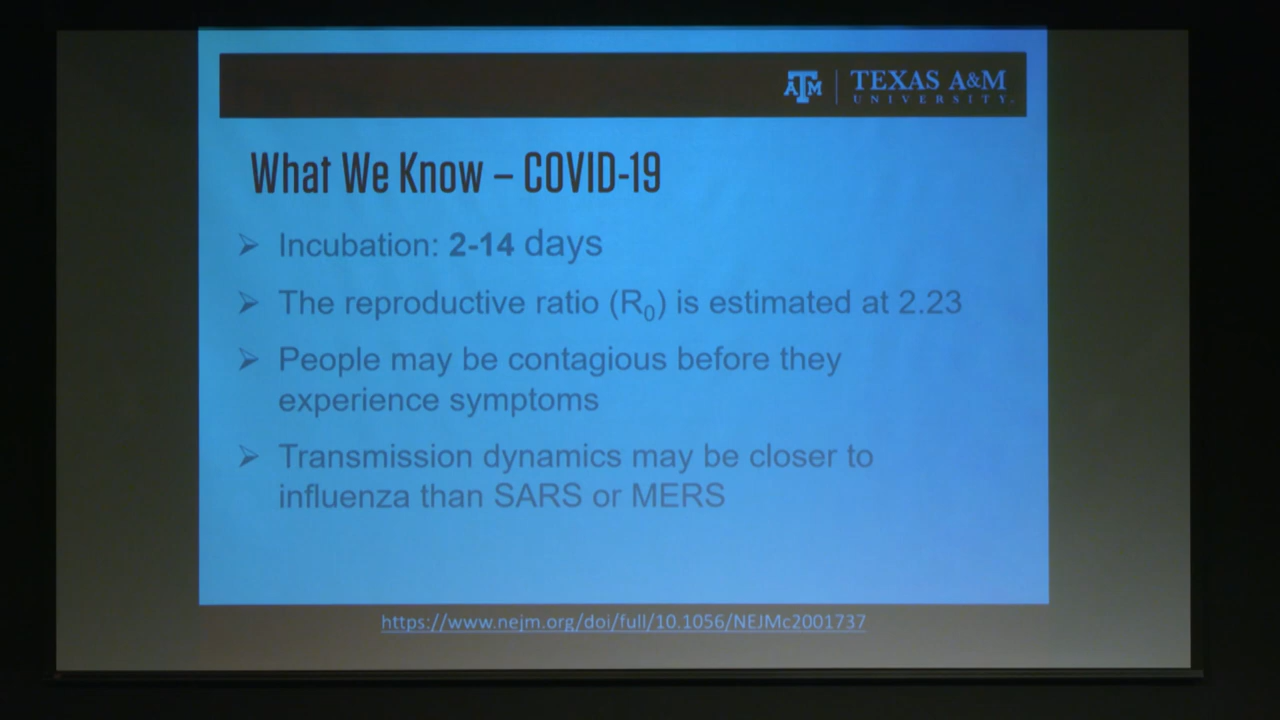 ATM TEXAS A&M
UNIVERSITY.
What We Know – COVID-19
➢ Incubation: 2-14 days
➢ The reproductive ratio (R₀) is estimated at 2.23
➢ People may be contagious before they
experience symptoms
➢ Transmission dynamics may be closer to
influenza than SARS or MERS
https://www.nejm.org/doi/full/10.1056/NEJMc2001737